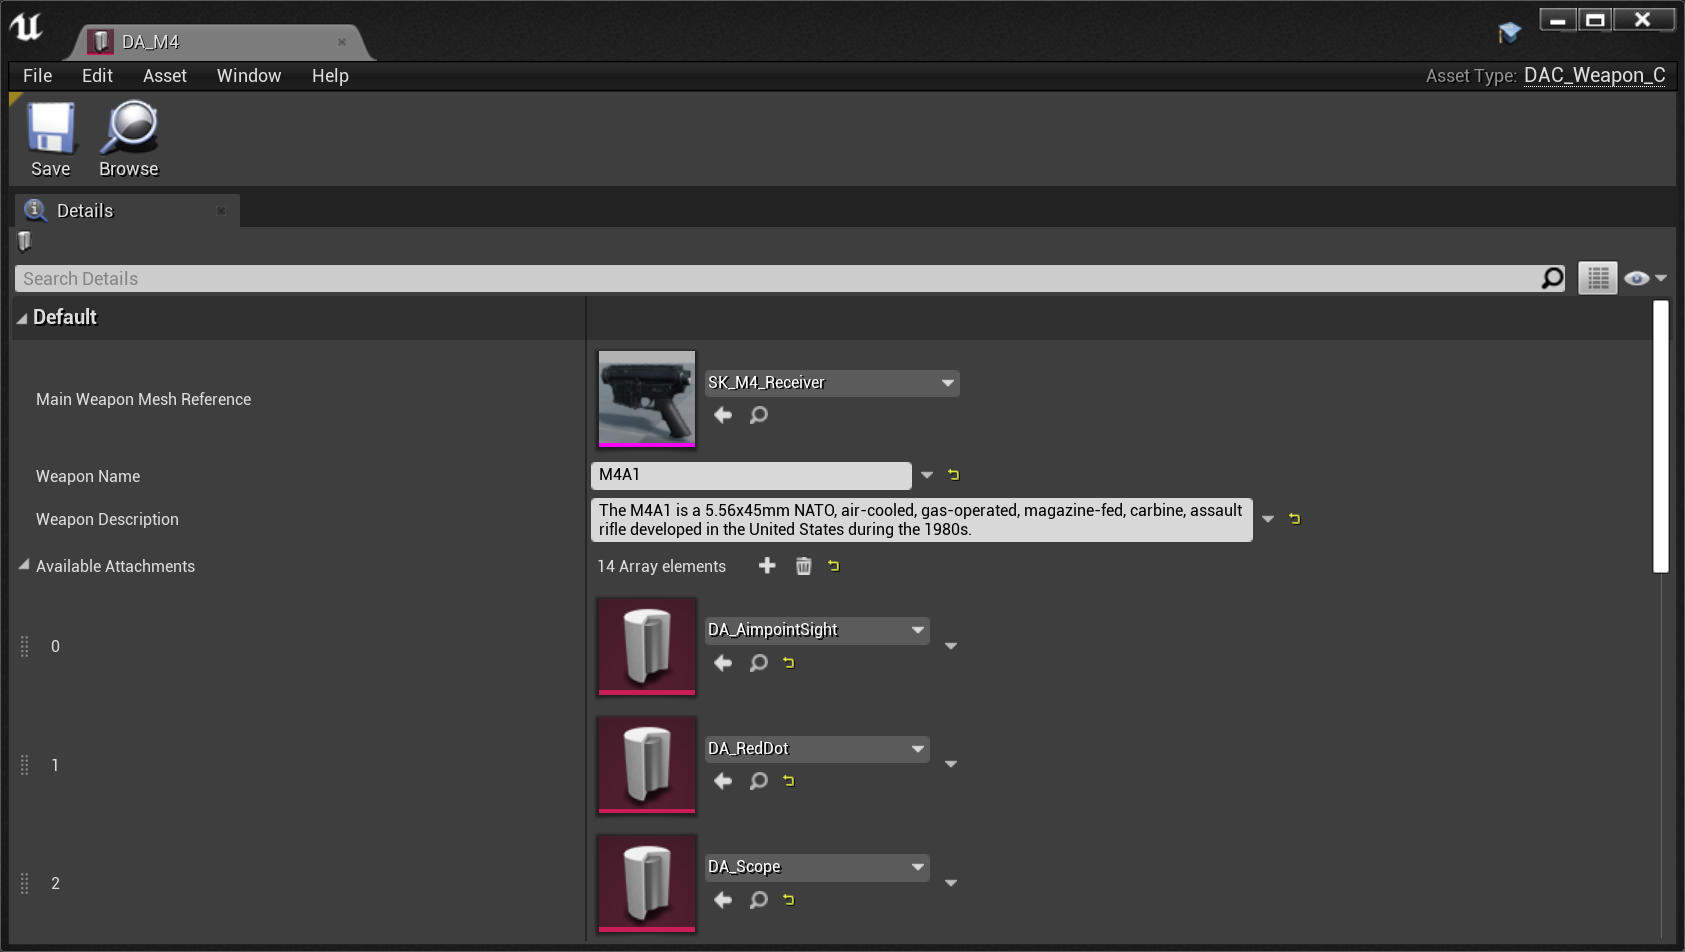 DA_M4
File Edit Asset Window Help
Asset Type: DAC_Weapon_C
Save Browse
Details
Search Details
Default
Main Weapon Mesh Reference
SK_M4_Receiver
Weapon Name
M4A1
Weapon Description
The M4A1 is a 5.56x45mm NATO, air-cooled, gas-operated, magazine-fed, carbine, assault
rifle developed in the United States during the 1980s.
Available Attachments
14 Array elements
0
DA_AimpointSight
1
DA_RedDot
2
DA_Scope